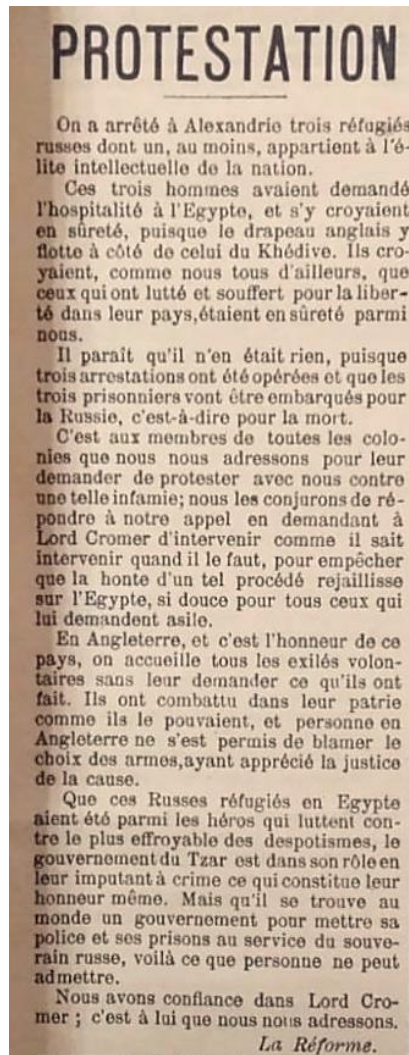 PROTESTATION
On a arrêté à Alexandrie trois réfugiés
russes dont un, au moins, appartient à l'é-
lite intellectuelle de la nation.
Ces trois hommes avaient demandé
l'hospitalité à l'Egypte, et s'y croyaient
en sûreté, puisque le drapeau anglais y
flotte à côté de celui du Khédive. Ils cro-
yaient, comme nous tous d'ailleurs, que
ceux qui ont lutté et souffert pour la liber-
té dans leur pays, étaient en sûreté parmi
nous.
Il paraît qu'il n'en était rien, puisque
trois arrestations ont été opérées et que les
trois prisonniers vont être embarqués pour
la Russie, c'est-à-dire pour la mort.
C'est aux membres de toutes les colo-
nies que nous nous adressons pour leur
demander de protester avec nous contre
une telle infamie; nous les conjurons de ré-
pondre à notre appel en demandant à
Lord Cromer d'intervenir comme il sait
intervenir quand il le faut, pour empêcher
que la honte d'un tel procédé rejaillisse
sur l'Egypte, si douce pour tous ceux qui
lui demandent asile.
En Angleterre, et c'est l'honneur de ce
pays, on accueille tous les exilés volon-
taires sans leur demander ce qu'ils ont
fait. Ils ont combattu dans leur patrie
comme ils le pouvaient, et personne en
Angleterre ne s'est permis de blamer le
choix des armes, ayant apprécié la justice
de la cause.
Que ces Russes réfugiés en Egypte
aient été parmi les héros qui luttent con-
tre le plus effroyable des despotismes, le
gouvernement du Tzar est dans son rôle en
leur imputant à crime ce qui constitue leur
honneur même. Mais qu'il se trouve au
monde un gouvernement pour mettre sa
police et ses prisons au service du souve-
rain russe, voilà ce que personne ne peut
admettre.
Nous avons confiance dans Lord Cro-
mer ; c'est à lui que nous nous adressons.
La Réforme.